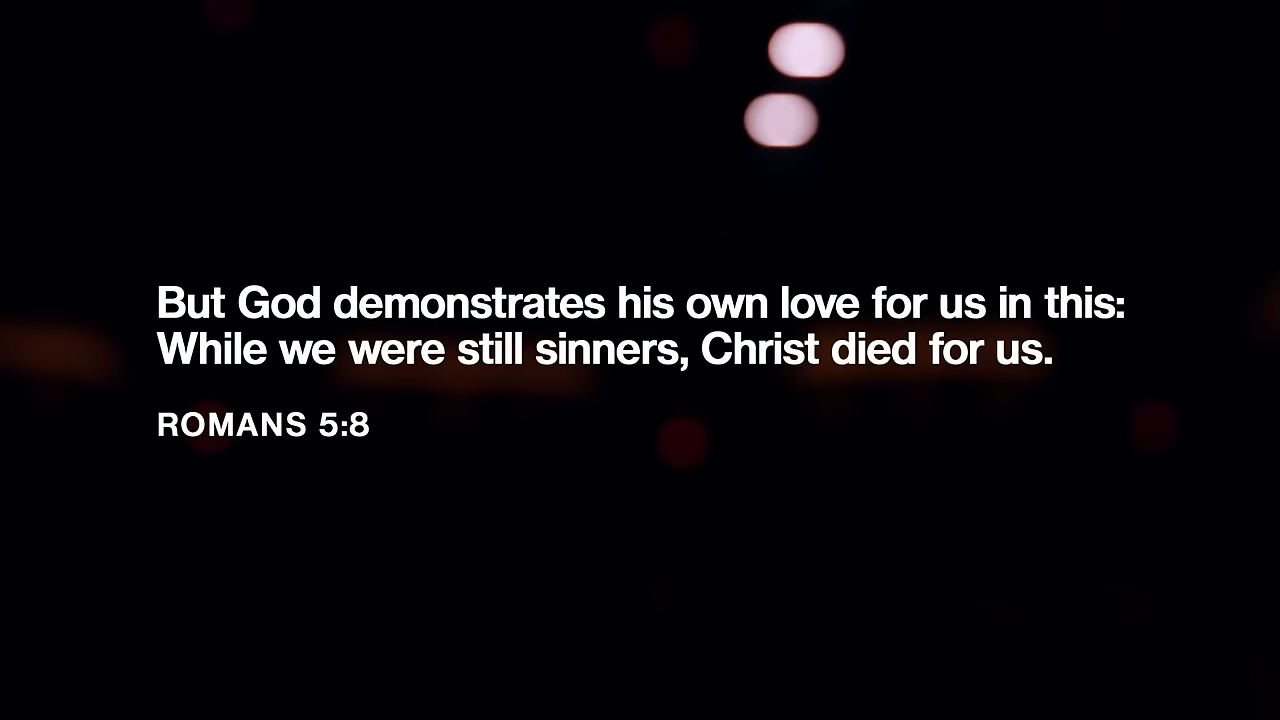 But God demonstrates his own love for us in this:
While we were still sinners, Christ died for us.
ROMANS 5:8